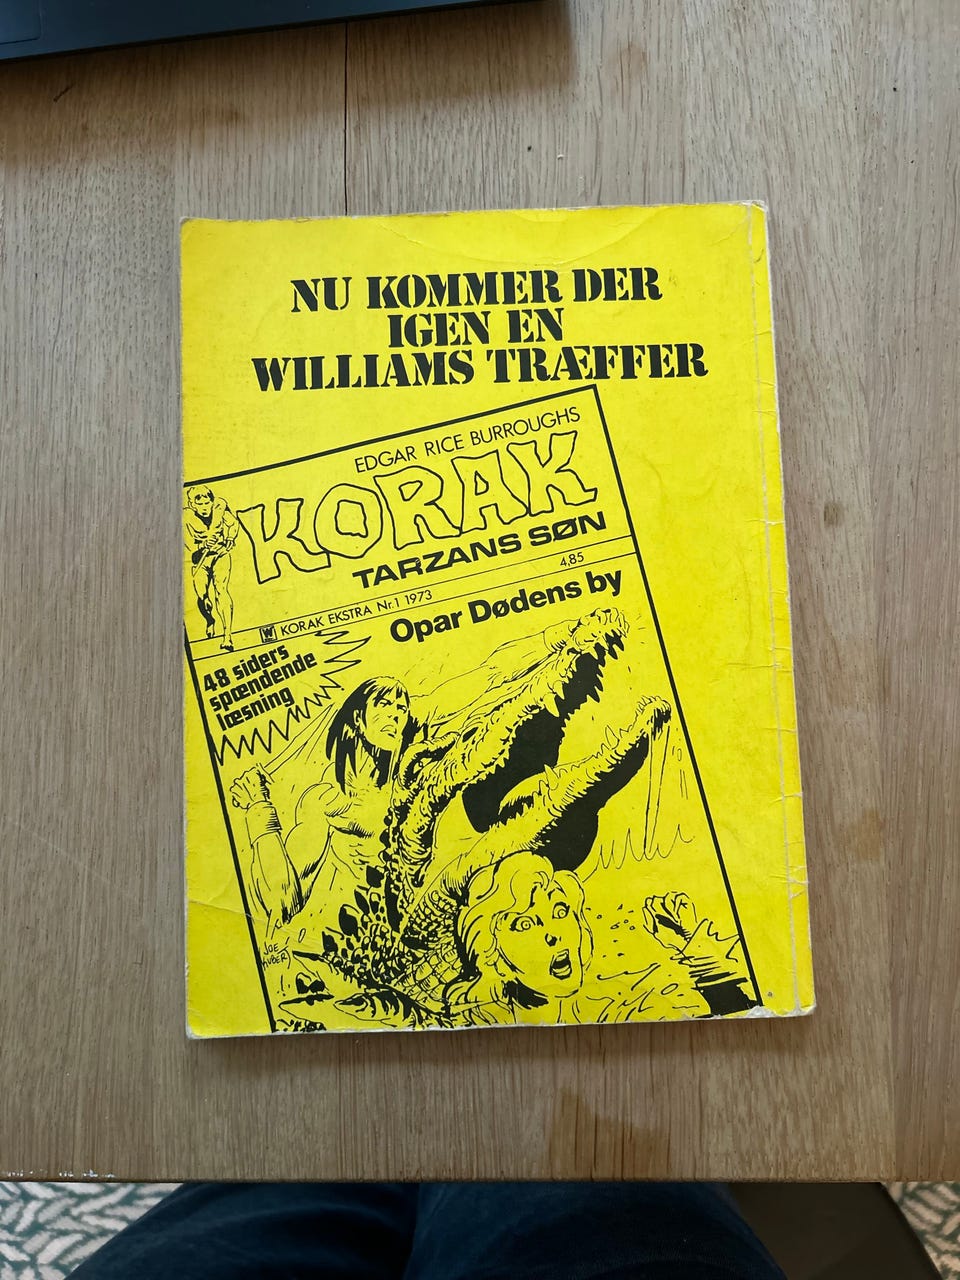 NU KOMMER DER
IGEN EN
WILLIAMS TRÆFFER
EDGAR RICE BURROUGHS
KORAK
TARZANS SØN
W KORAK EKSTRA Nr.1 1973
4,85
Opar Dødens by
48 siders
spændende
læsning
JOE
KUBERT